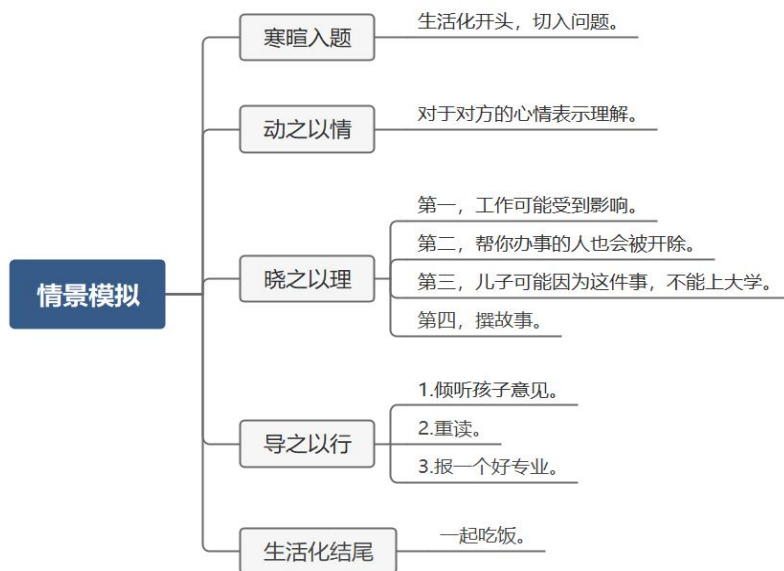 情景模拟
寒暄入题
生活化开头，切入问题。
动之以情
对于对方的心情表示理解。
晓之以理
第一，工作可能受到影响。
第二，帮你办事的人也会被开除。
第三，儿子可能因为这件事，不能上大学。
第四，撰故事。
导之以行
1.倾听孩子意见。
2.重读。
3.报一个好专业。
生活化结尾
一起吃饭。